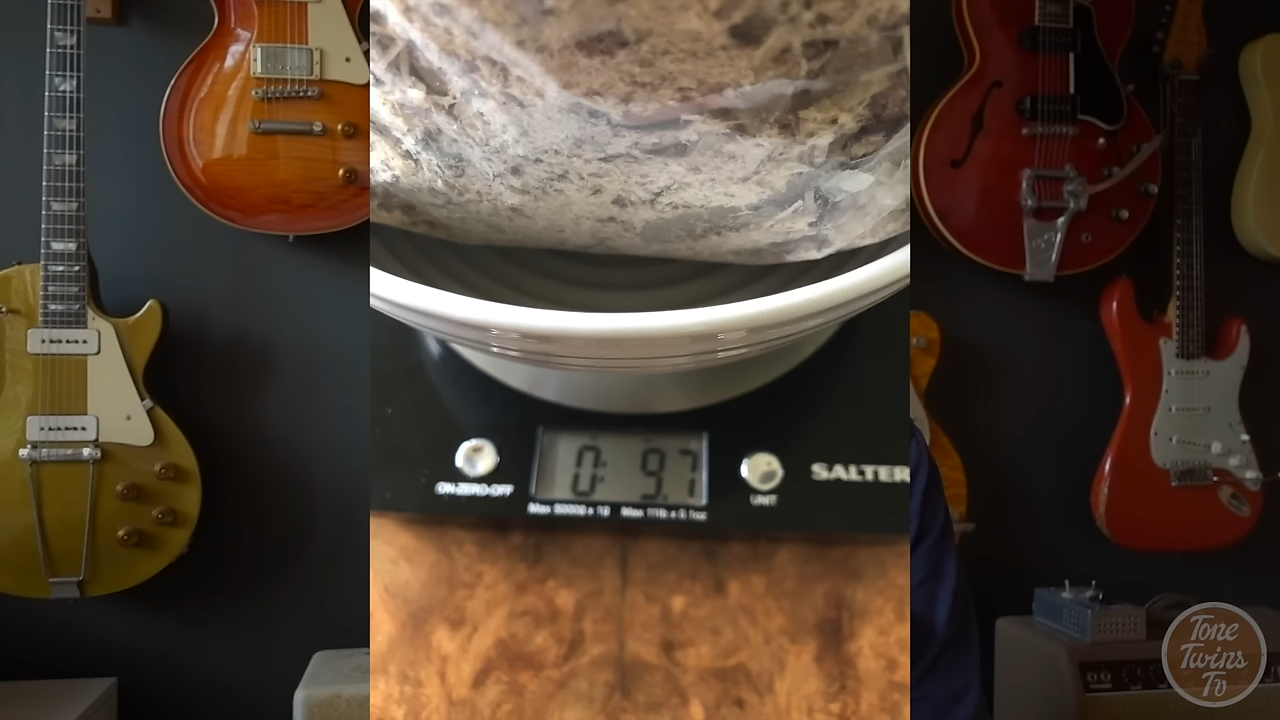 0: 9.7
ON-ZERO-OFF
UNIT
SALTER
Max 5000g x 1g Max 11lb x 0.1oz
Tone
Twins
Tv